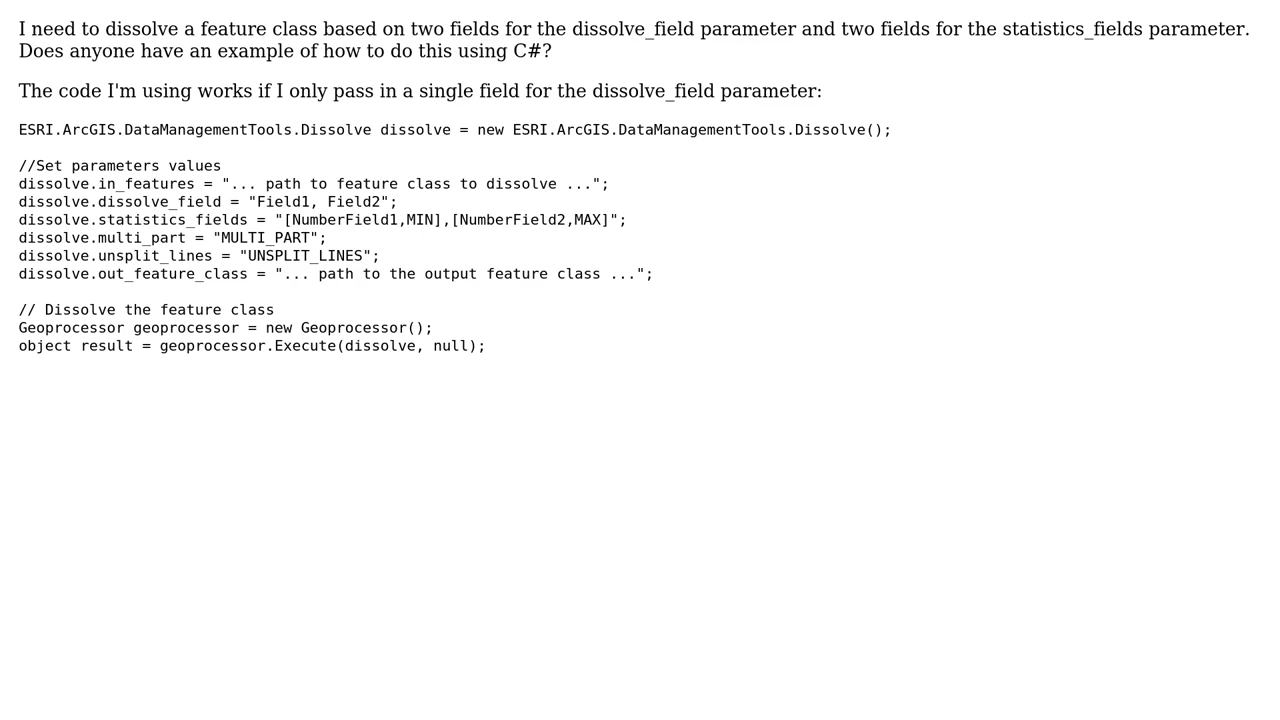 I need to dissolve a feature class based on two fields for the dissolve_field parameter and two fields for the statistics_fields parameter.
Does anyone have an example of how to do this using C#?
The code I'm using works if I only pass in a single field for the dissolve_field parameter:
ESRI.ArcGIS.DataManagementTools.Dissolve dissolve = new ESRI.ArcGIS.DataManagementTools.Dissolve();
//Set parameters values
dissolve.in_features = "... path to feature class to dissolve ...";
dissolve.dissolve_field = "Field1, Field2";
dissolve.statistics_fields = "[NumberField1,MIN],[NumberField2,MAX]";
dissolve.multi_part = "MULTI_PART";
dissolve.unsplit_lines = "UNSPLIT_LINES";
dissolve.out_feature_class = "... path to the output feature class ...";
// Dissolve the feature class
Geoprocessor geoprocessor = new Geoprocessor();
object result = geoprocessor.Execute(dissolve, null);